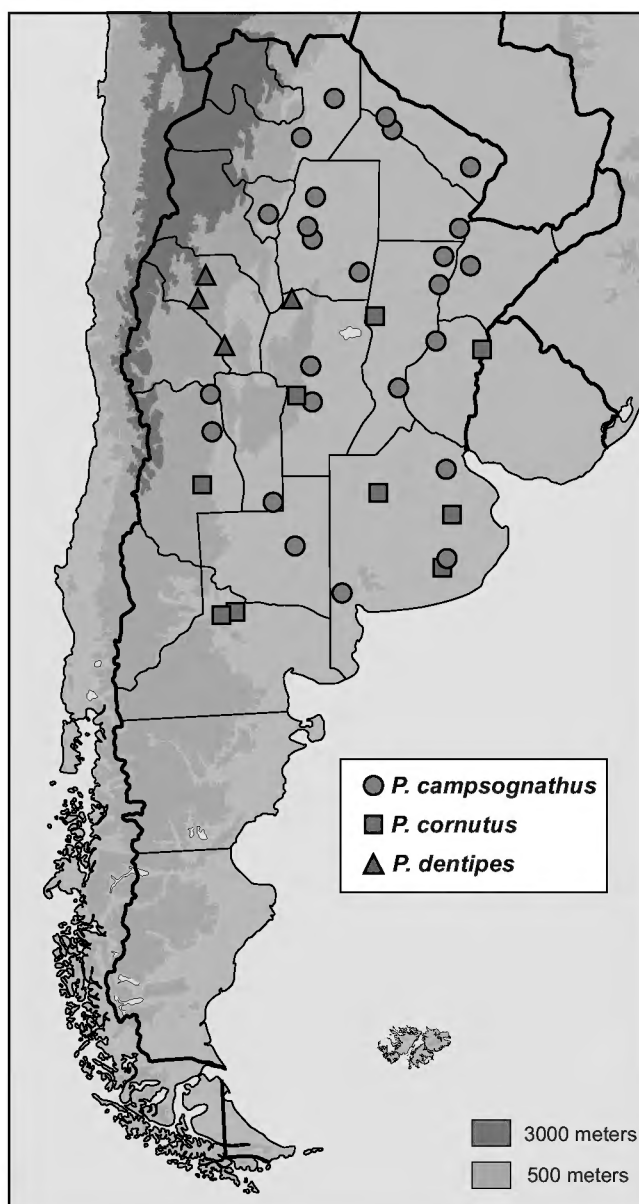 P. campsognathus
P. cornutus
P. dentipes
3000 meters
500 meters